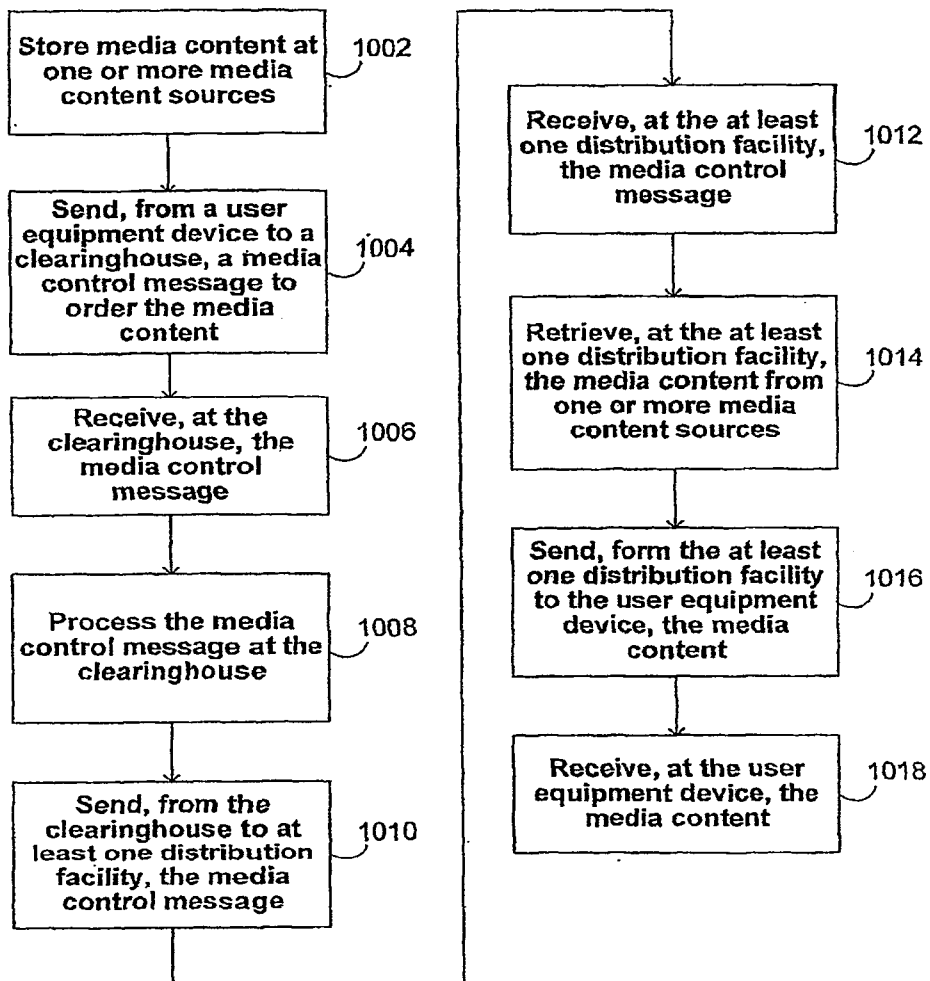 Store media content at
one or more media
content sources
1002
Send, from a user
equipment device to a
clearinghouse, a media
control message to
order the media
content
1004
Receive, at the
clearinghouse, the
media control
message
1006
Process the media
control message at the
clearinghouse
1008
Send, from the
clearinghouse to at
least one distribution
facility, the media
control message
1010
Receive, at the at least
one distribution facility,
the media control
message
1012
Retrieve, at the at least
one distribution facility,
the media content from
one or more media
content sources
1014
Send, form the at least
one distribution facility
to the user equipment
device, the media
content
1016
Receive, at the user
equipment device, the
media content
1018